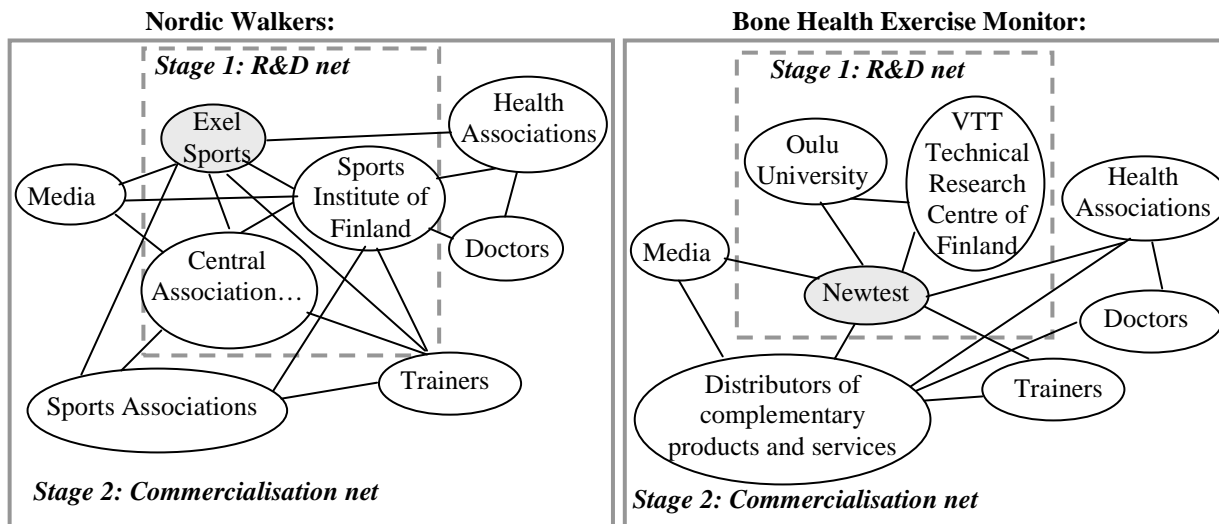 Nordic Walkers:
Stage 1: R&D net
Exel
Sports
Health
Associations
Media
Sports
Institute of
Finland
Doctors
Central
Association…
Trainers
Sports Associations
Stage 2: Commercialisation net
Bone Health Exercise Monitor:
Stage 1: R&D net
Oulu
University
VTT
Technical
Research
Centre of
Finland
Health
Associations
Media
Newtest
Doctors
Distributors of
complementary
products and services
Trainers
Stage 2: Commercialisation net